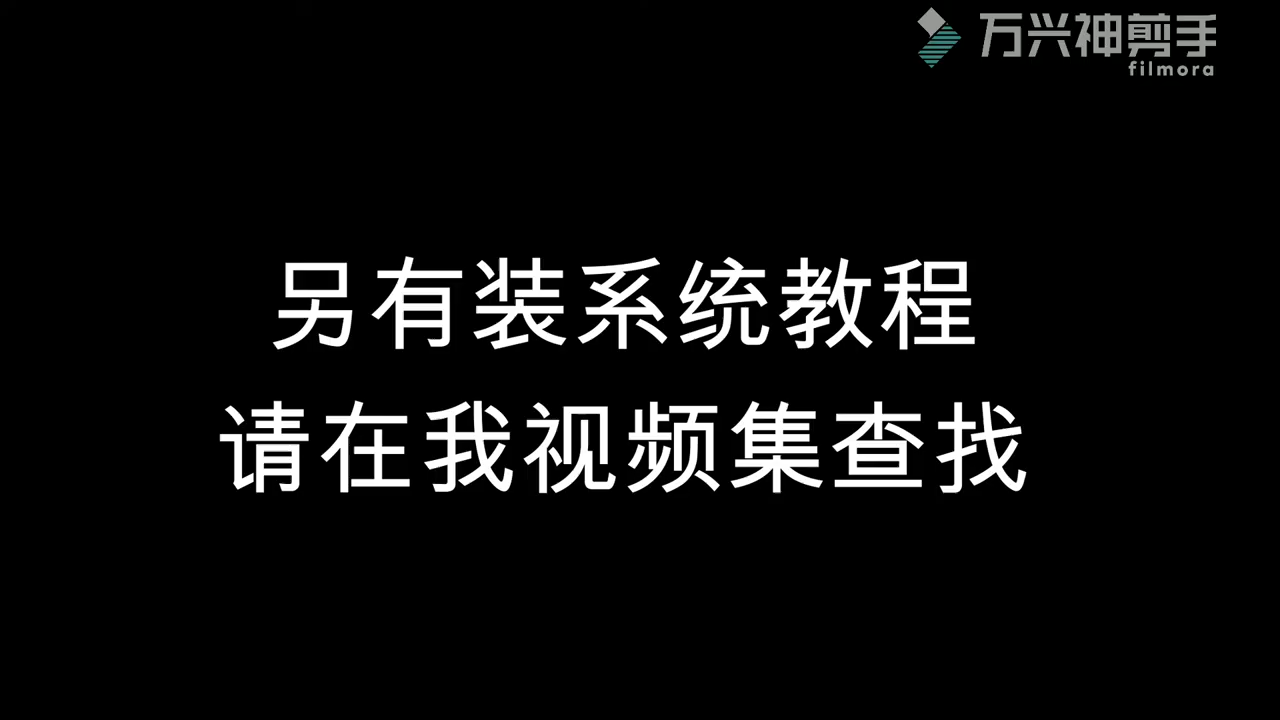 万兴神剪手
filmora
另有装系统教程
请在我视频集查找